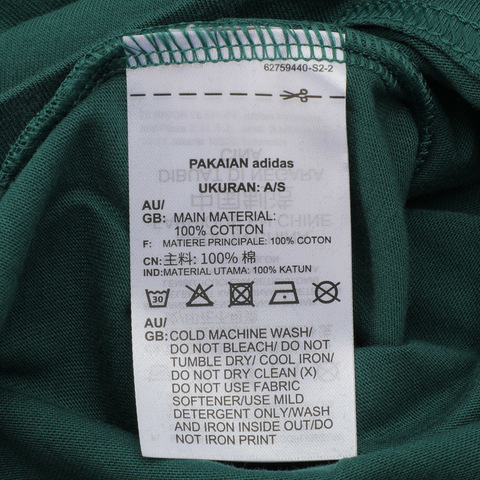 62759440-S2-2
PAKAIAN adidas
UKURAN: A/S
AU/
GB: MAIN MATERIAL:
100% COTTON
F: MATIERE PRINCIPALE: 100% COTON
CN: 主料: 100% 棉
IND: MATERIAL UTAMA: 100% KATUN
30
AU/
GB: COLD MACHINE WASH/
DO NOT BLEACH/ DO NOT
TUMBLE DRY/ COOL IRON/
DO NOT DRY CLEAN (X)
DO NOT USE FABRIC
SOFTENER/USE MILD
DETERGENT ONLY/WASH
AND IRON INSIDE OUT/DO
NOT IRON PRINT